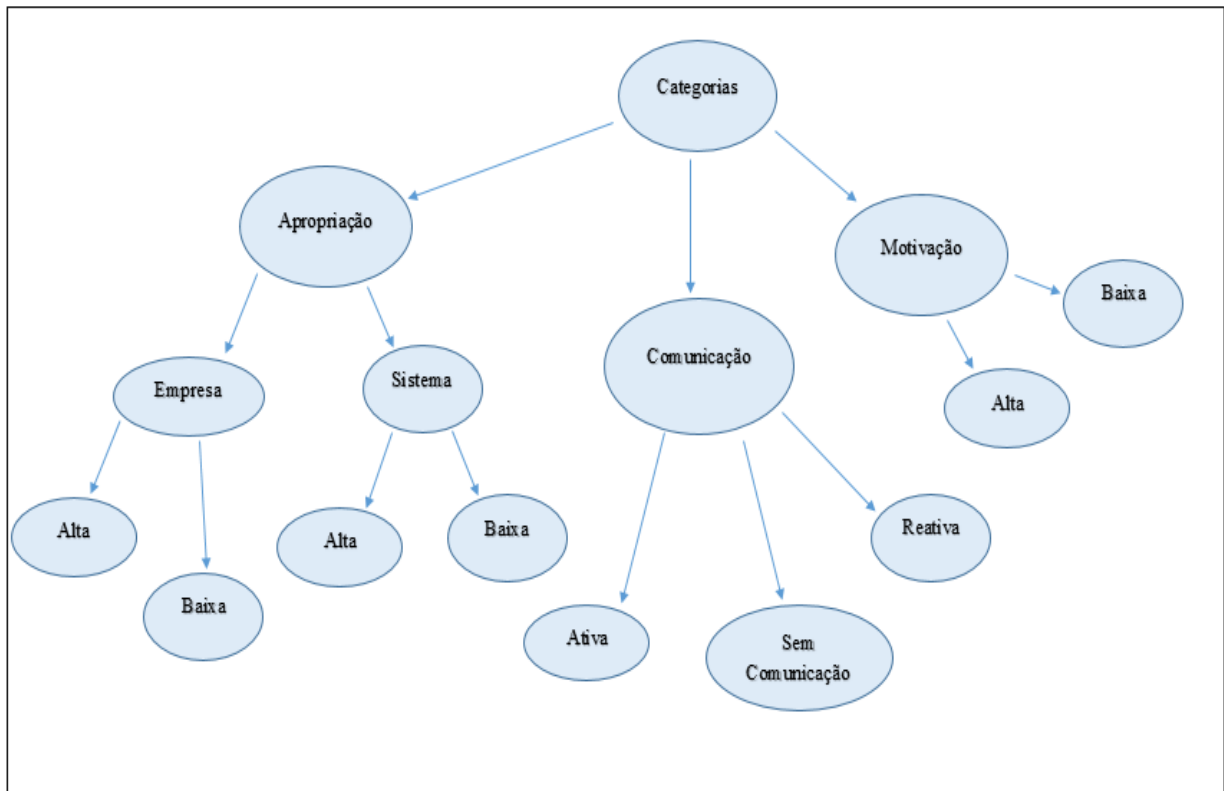 Categorias
Apropriação
Motivação
Baixa
Comunicação
Sistema
Empresa
Alta
Alta
Baixa
Reativa
Alta
Baixa
Ativa
Sem
Comunicação